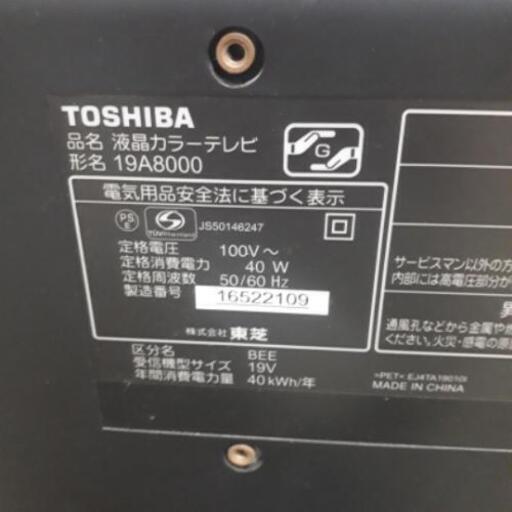 TOSHIBA
品名 液晶カラーテレビ
形名 19A8000
G
電気用品安全法に基づく表示
PS
E
JS50146247
定格電圧 100V～
定格消費電力 40 W
定格周波数 50/60 Hz
製造番号 16522109
株式会社 東芝
区分名 BEE
受信機型サイズ 19V
年間消費電力量 40 kWh/年
サービスマン以外の方
内部には高電圧部分が
異
通風孔などから金属や燃
ください。火災・感電の原
>PET< EJ4TA19010I
MADE IN CHINA